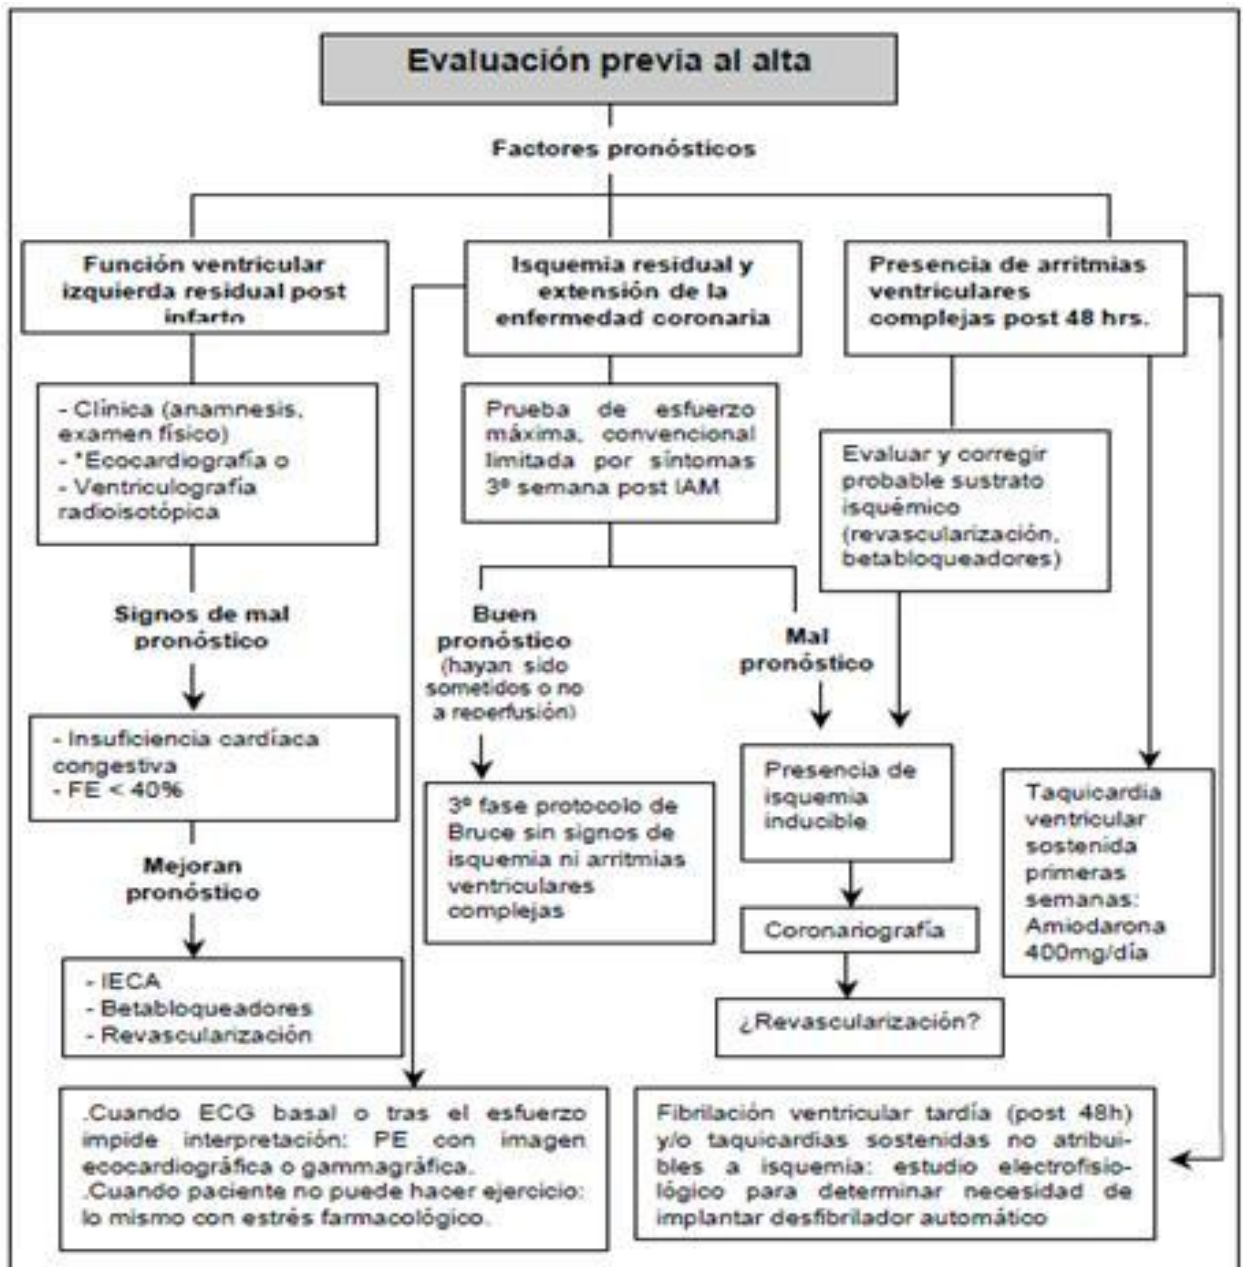 Evaluación previa al alta
Factores pronósticos
Función ventricular
izquierda residual post
infarto
- Clínica (anamnesis,
examen físico)
- *Ecocardiografía o
- Ventriculografía
radioisotópica
Signos de mal
pronóstico
- Insuficiencia cardíaca
congestiva
- FE < 40%
Mejoran
pronóstico
- IECA
- Betabloqueadores
- Revascularización
Isquemia residual y
extensión de la
enfermedad coronaria
Prueba de esfuerzo
máxima, convencional
limitada por síntomas
3ª semana post IAM
Buen
pronóstico
(hayan sido
sometidos o no
a reperfusión)
3ª fase protocolo de
Bruce sin signos de
isquemia ni arritmias
ventriculares
complejas
Mal
pronóstico
Presencia de
isquemia
inducible
Coronariografía
¿Revascularización?
.Cuando ECG basal o tras el esfuerzo
impide interpretación: PE con imagen
ecocardiográfica o gammagráfica.
.Cuando paciente no puede hacer ejercicio:
lo mismo con estrés farmacológico.
Presencia de arritmias
ventriculares
complejas post 48 hrs.
Evaluar y corregir
probable sustrato
isquémico
(revascularización,
betabloqueadores)
Taquicardia
ventricular
sostenida
primeras
semanas:
Amiodarona
400mg/día
Fibrilación ventricular tardía (post 48h)
y/o taquicardias sostenidas no atribui-
bles a isquemia: estudio electrofisio-
lógico para determinar necesidad de
implantar desfibrilador automático